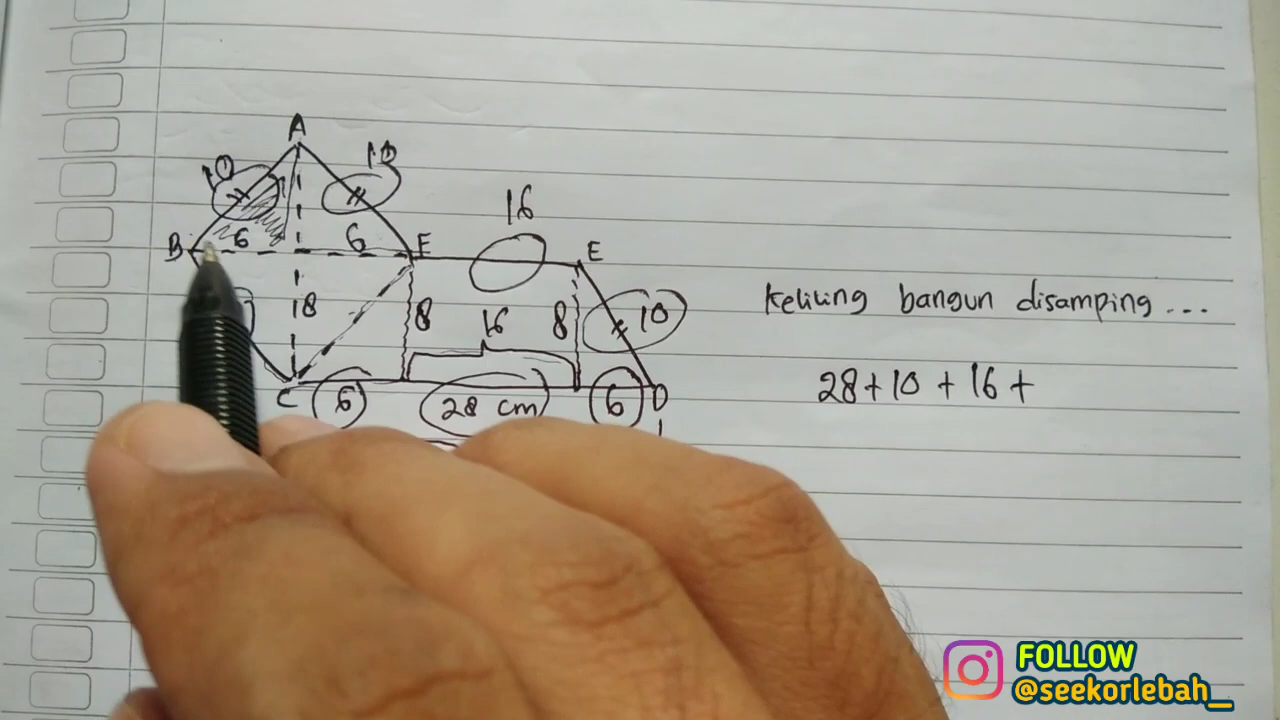 A
10 10
16
B 6 6 F E
18 8 16 8 10
Keliling bangun disamping...
28+10 + 16 +
C 6 28 cm 6 D
FOLLOW
@seekorlebah_